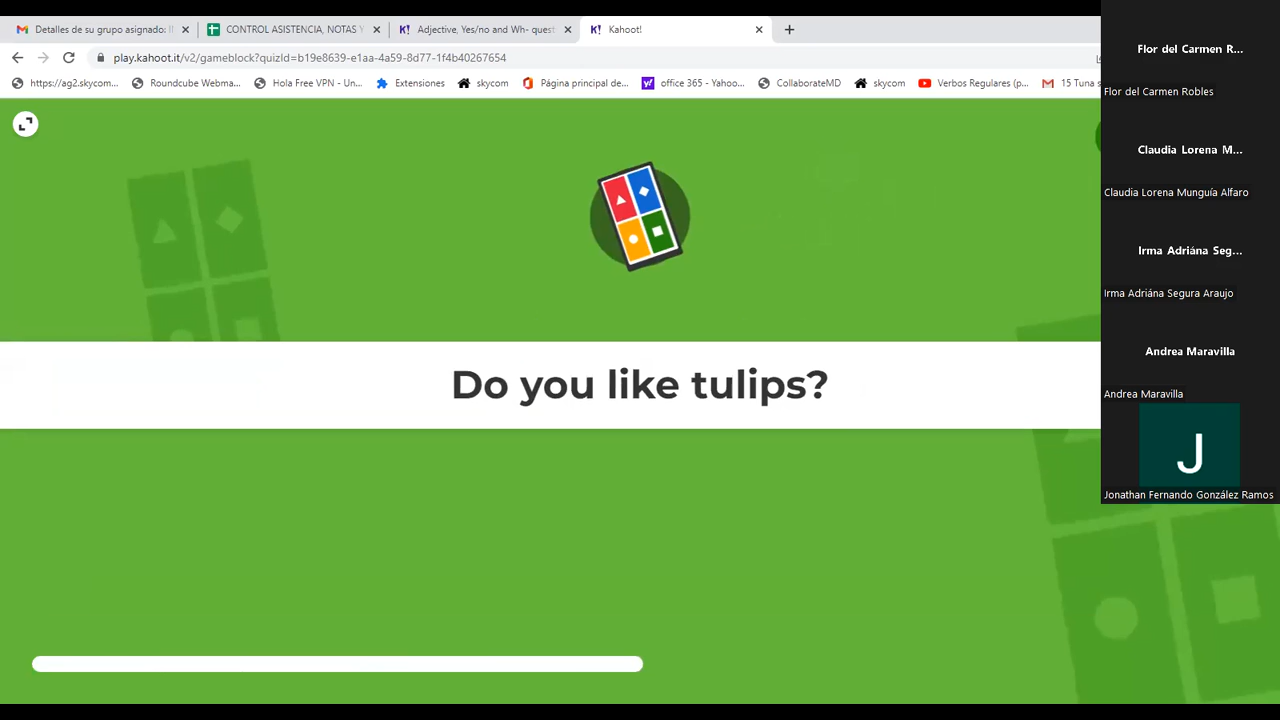 Detalles de su grupo asignado: I
CONTROL ASISTENCIA, NOTAS Y
Adjective, Yes/no and Wh- quest
Kahoot!
play.kahoot.it/v2/gameblock?quizId=b19e8639-e1aa-4a59-8d77-1f4b40267654
https://ag2.skycom...
Roundcube Webma...
Hola Free VPN - Un...
Extensiones
skycom
Página principal de...
office 365 - Yahoo...
CollaborateMD
skycom
Verbos Regulares (p...
15 Tuna s
Do you like tulips?
Flor del Carmen R...
Flor del Carmen Robles
Claudia Lorena M...
Claudia Lorena Munguía Alfaro
Irma Adriána Seg...
Irma Adriána Segura Araujo
Andrea Maravilla
Andrea Maravilla
J
Jonathan Fernando González Ramos